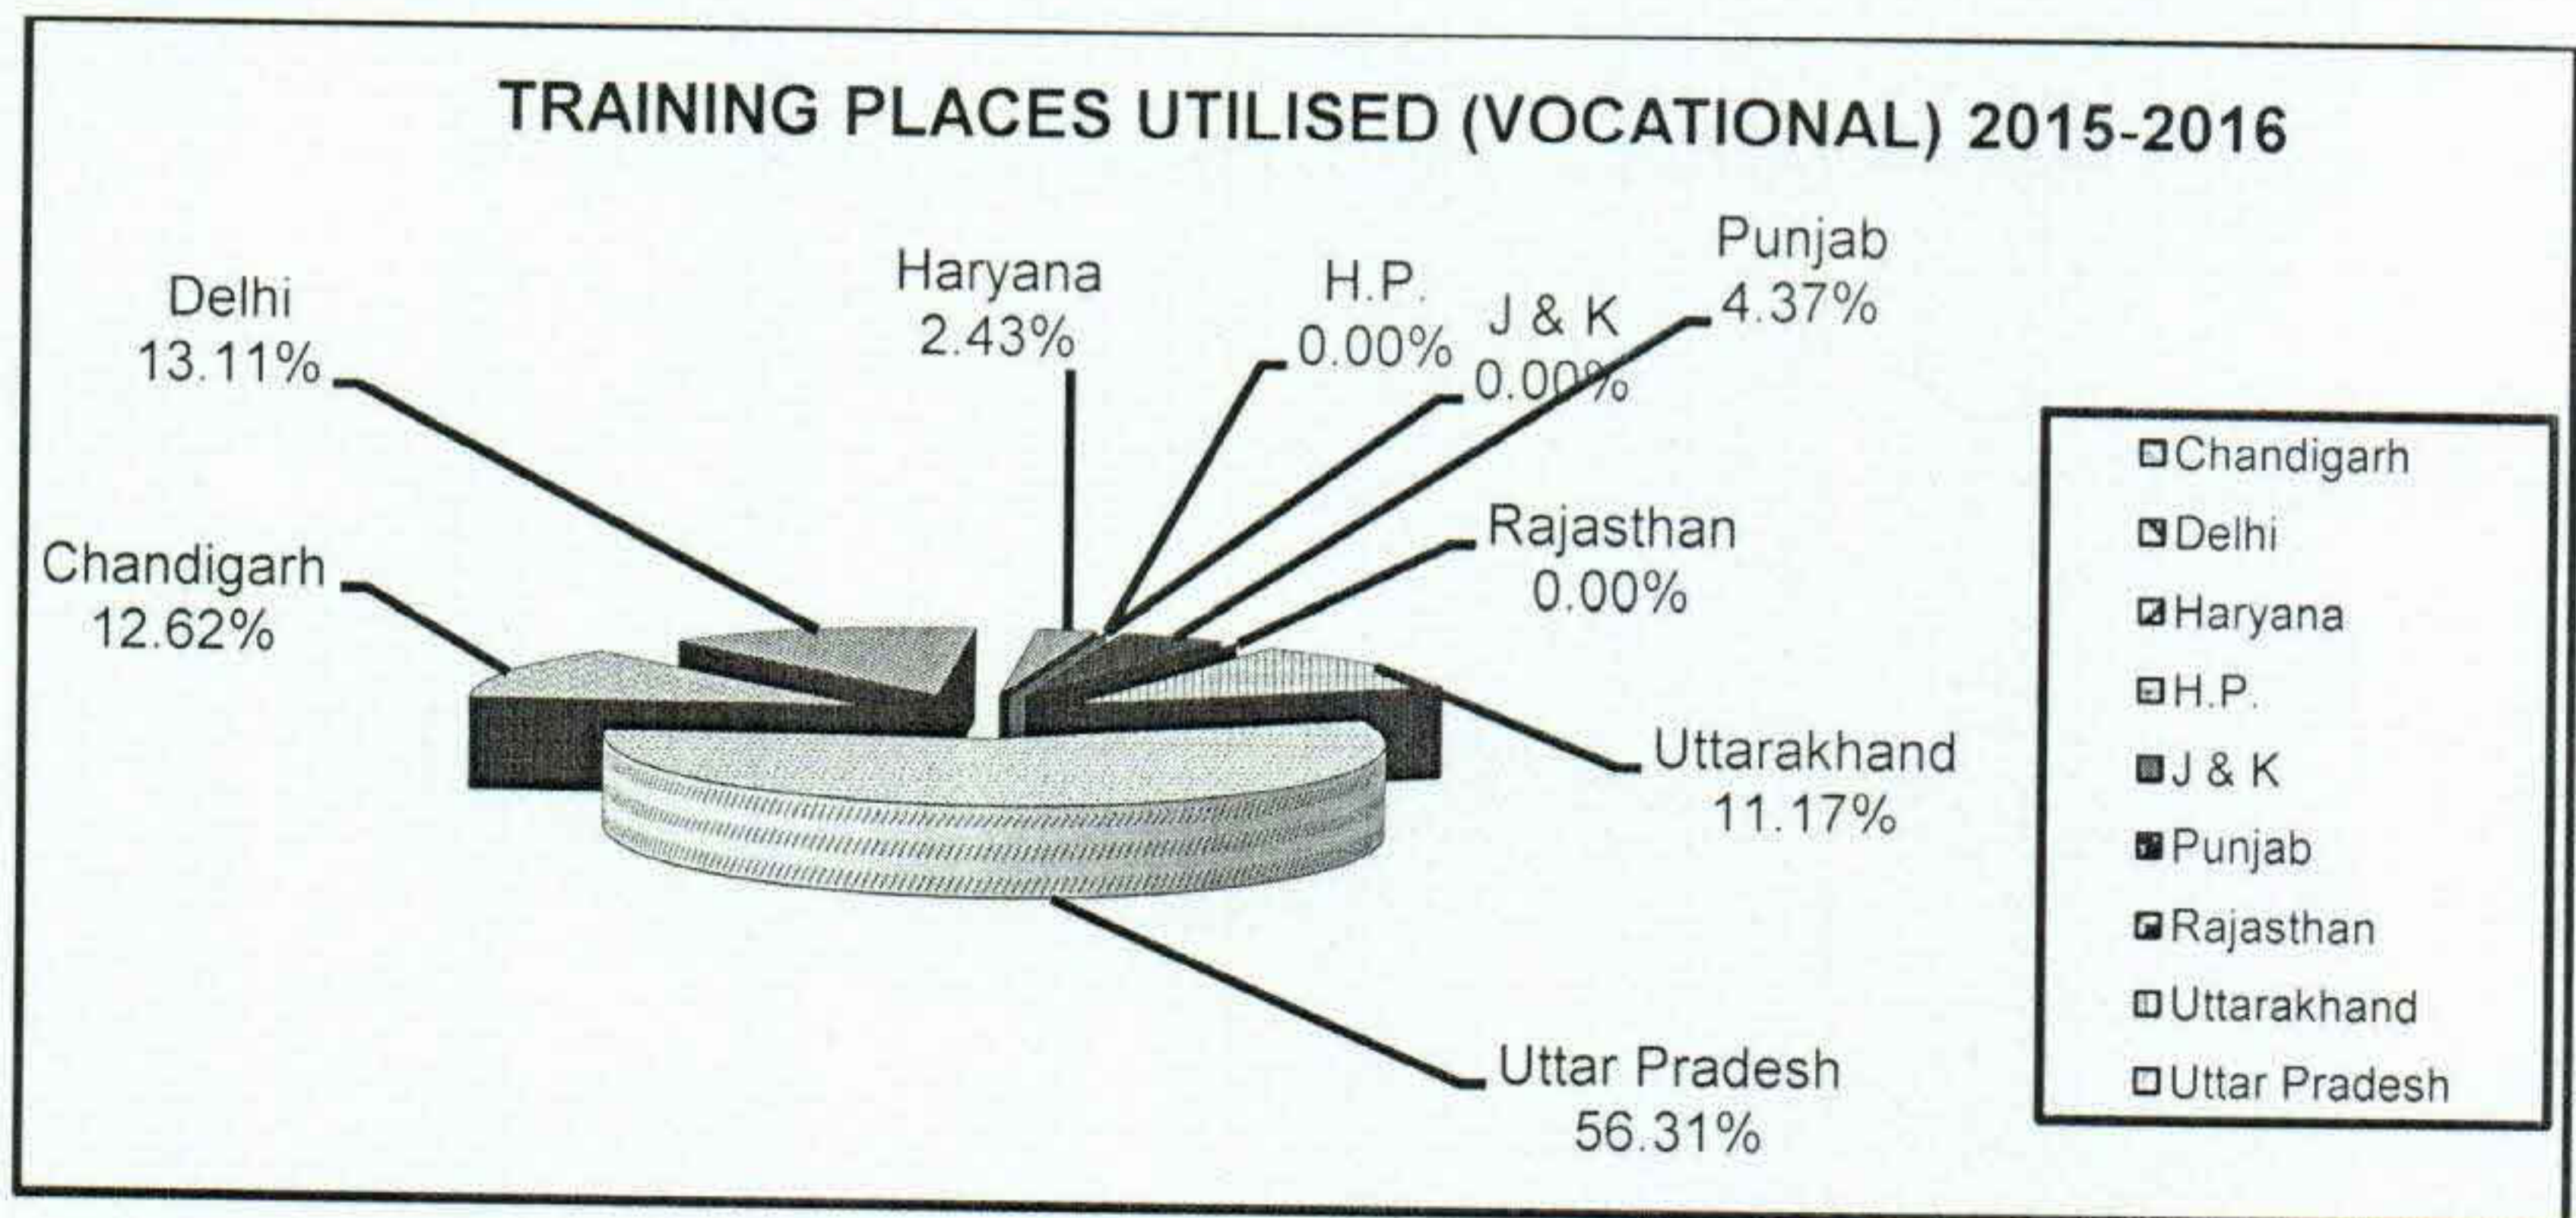 TRAINING PLACES UTILISED (VOCATIONAL) 2015-2016
Delhi
13.11%
Haryana
2.43%
H.P.
0.00%
J & K
0.00%
Punjab
4.37%
Rajasthan
0.00%
Chandigarh
12.62%
Uttarakhand
11.17%
Uttar Pradesh
56.31%
Chandigarh
Delhi
Haryana
H.P.
J & K
Punjab
Rajasthan
Uttarakhand
Uttar Pradesh